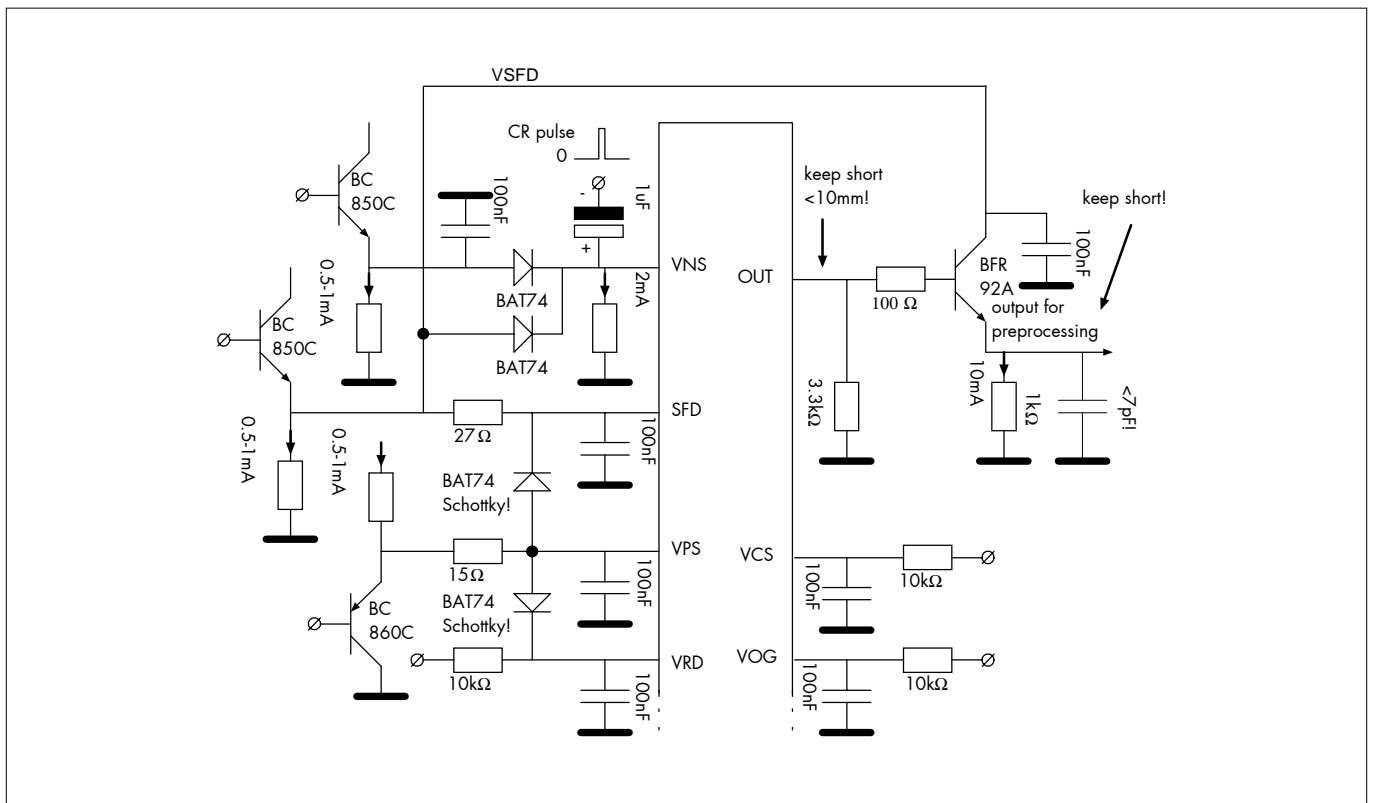 VSFD
CR pulse
0
-
+
1uF
100nF
BC
850C
0.5-1mA
BAT74
BAT74
VNS
2mA
BC
850C
0.5-1mA
27Ω
SFD
100nF
0.5-1mA
BAT74
Schottky!
15Ω
VPS
100nF
BC
860C
BAT74
Schottky!
10kΩ
VRD
100nF
keep short
<10mm!
OUT
100 Ω
3.3kΩ
BFR
92A
100nF
keep short!
output for
preprocessing
10mA
1kΩ
<7pF!
VCS
100nF
10kΩ
VOG
100nF
10kΩ